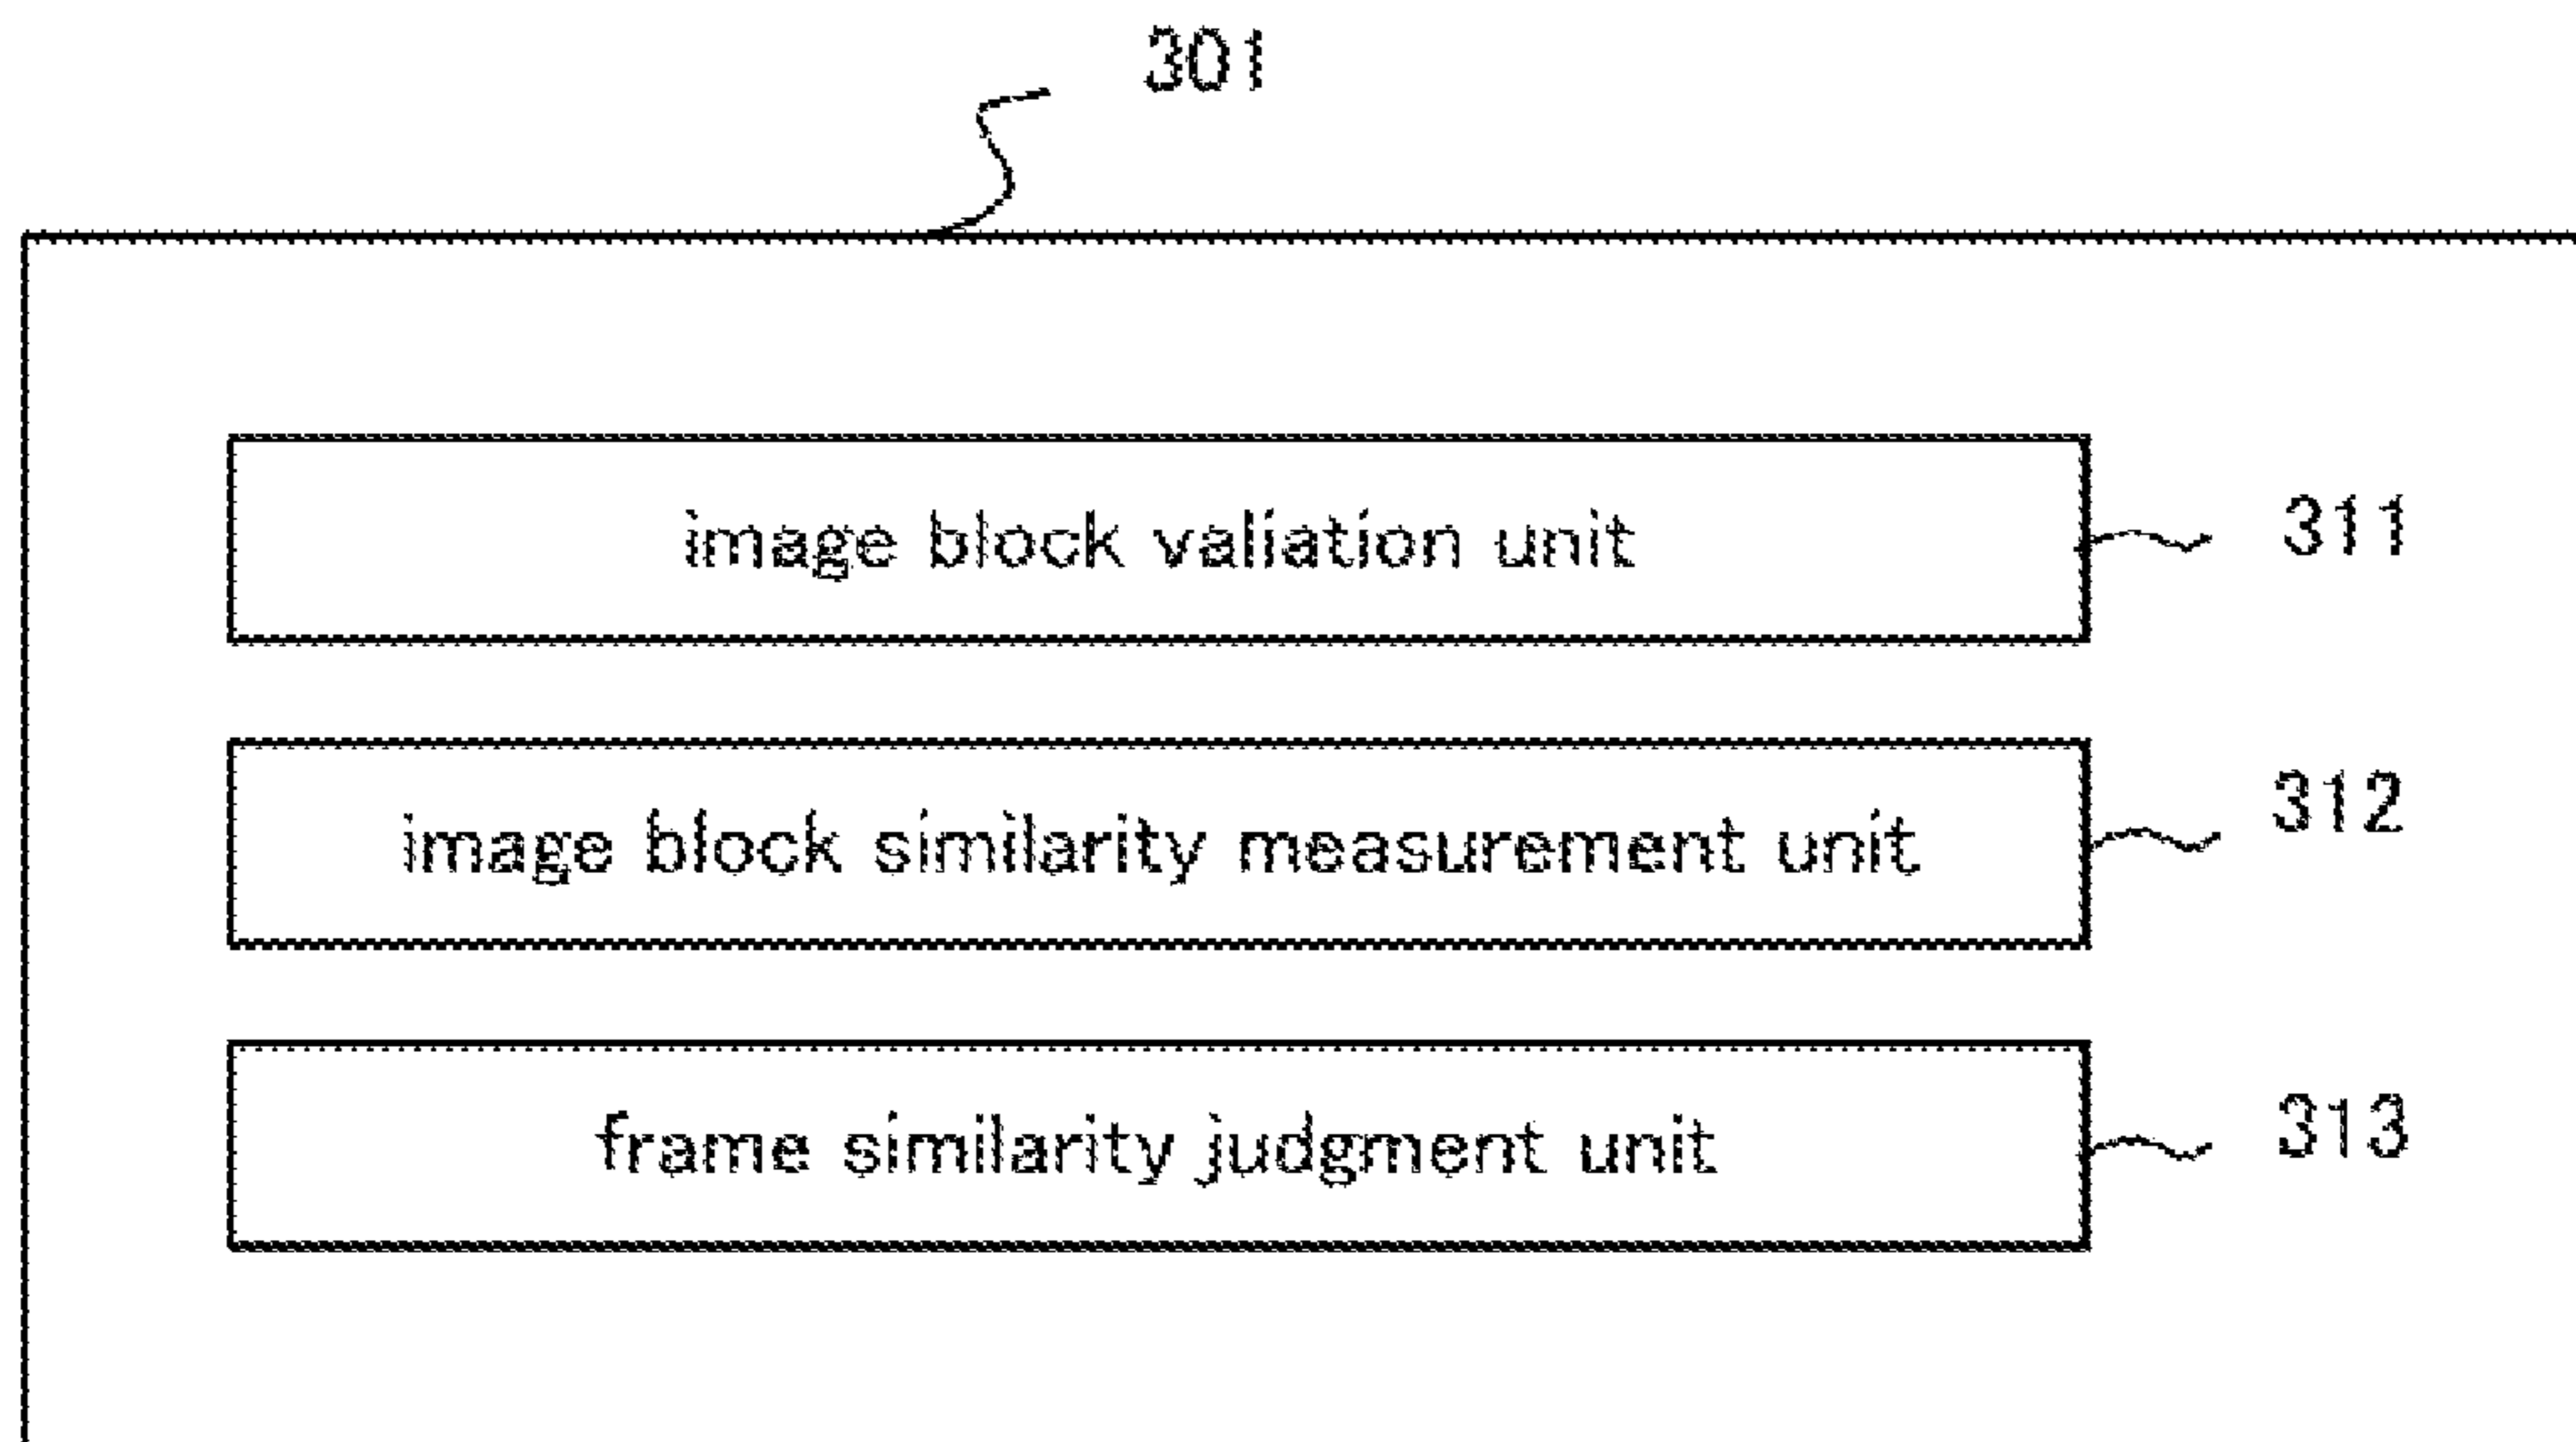 301
image block valiation unit
311
image block similarity measurement unit
312
frame similarity judgment unit
313